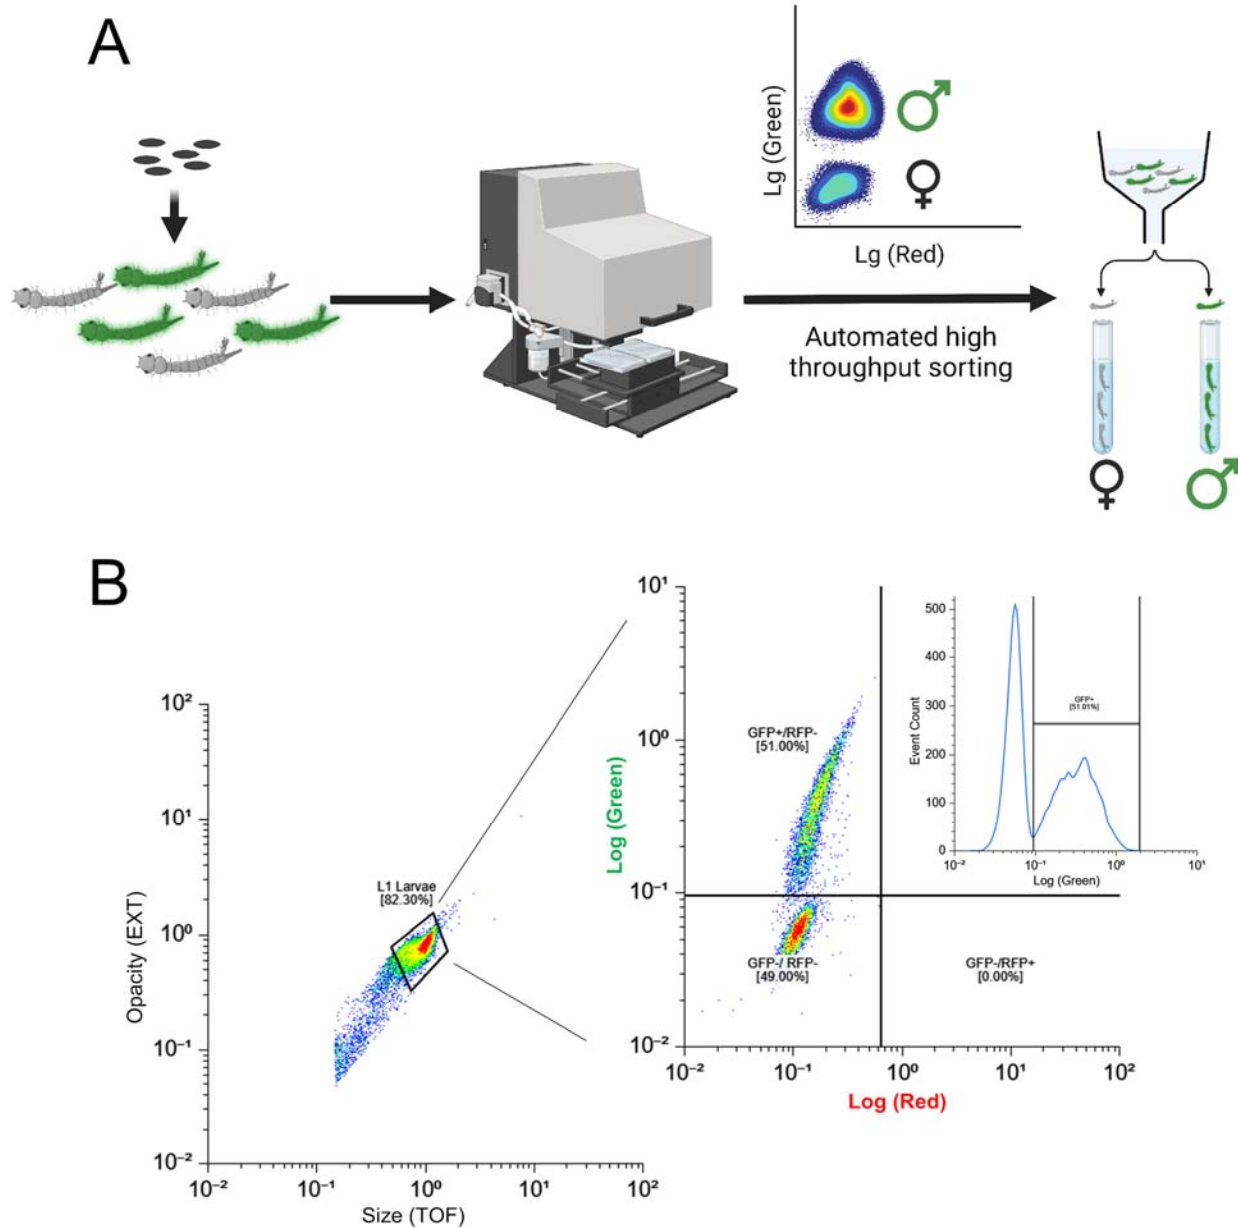 A
Lg (Green)
♂
♀
Lg (Red)
Automated high
throughput sorting
♀
♂
B
10²
10¹
10⁰
10⁻¹
10⁻²
Opacity (EXT)
L1 Larvae
[82.30%]
10⁻²
10⁻¹
10⁰
10¹
10²
Size (TOF)
10¹
10⁰
10⁻¹
10⁻²
Log (Green)
GFP+/RFP-
[51.00%]
GFP-/ RFP-
[49.00%]
GFP-/RFP+
[0.00%]
10⁻²
10⁻¹
10⁰
10¹
10²
Log (Red)
500
400
300
200
100
0
Event Count
GFP+
[51.01%]
10⁻²
10⁻¹
10⁰
10¹
Log (Green)